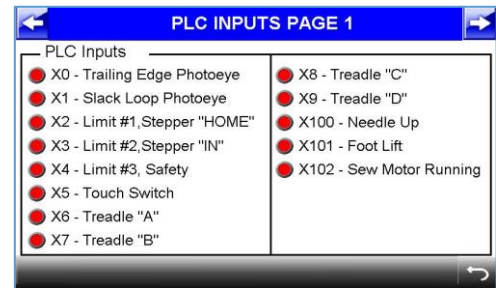 PLC INPUTS PAGE 1
PLC Inputs
X0 - Trailing Edge Photoeye
X1 - Slack Loop Photoeye
X2 - Limit #1,Stepper "HOME"
X3 - Limit #2,Stepper "IN"
X4 - Limit #3, Safety
X5 - Touch Switch
X6 - Treadle "A"
X7 - Treadle "B"
X8 - Treadle "C"
X9 - Treadle "D"
X100 - Needle Up
X101 - Foot Lift
X102 - Sew Motor Running